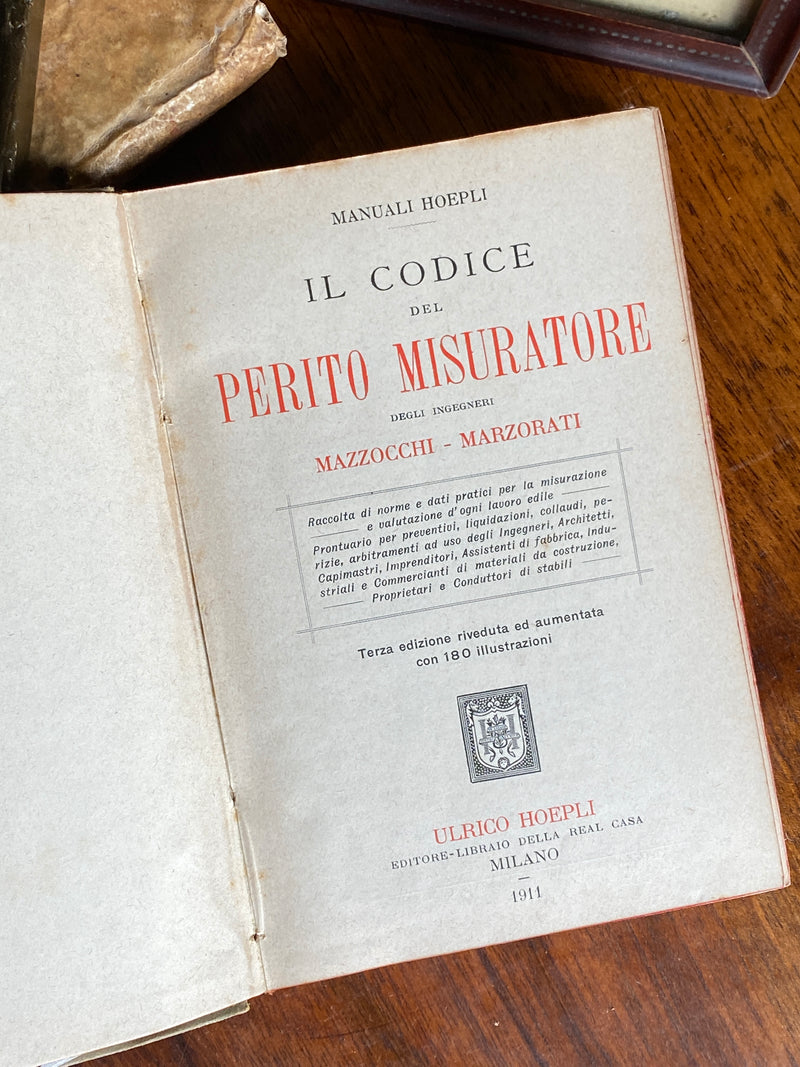 MANUALI HOEPLI
IL CODICE
DEL
PERITO MISURATORE
DEGLI INGEGNERI
MAZZOCCHI - MARZORATI
Raccolta di norme e dati pratici per la misurazione
e valutazione d'ogni lavoro edile
Prontuario per preventivi, liquidazioni, collaudi, pe-
rizie, arbitramenti ad uso degli Ingegneri, Architetti,
Capimastri, Imprenditori, Assistenti di fabbrica, Indu-
striali e Commercianti di materiali da costruzione,
Proprietari e Conduttori di stabili
Terza edizione riveduta ed aumentata
con 180 illustrazioni
ULRICO HOEPLI
EDITORE-LIBRAIO DELLA REAL CASA
MILANO
1911